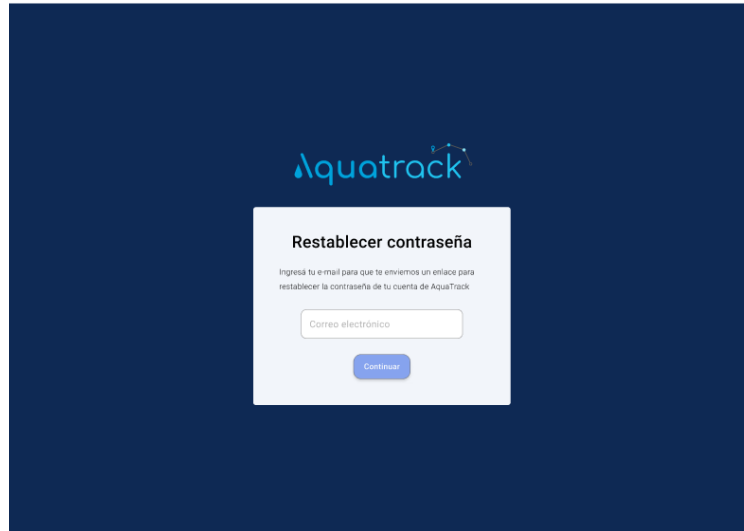 Aquatrack
Restablecer contraseña
Ingresá tu e-mail para que te enviemos un enlace para
restablecer la contraseña de tu cuenta de AquaTrack
Correo electrónico
Continuar